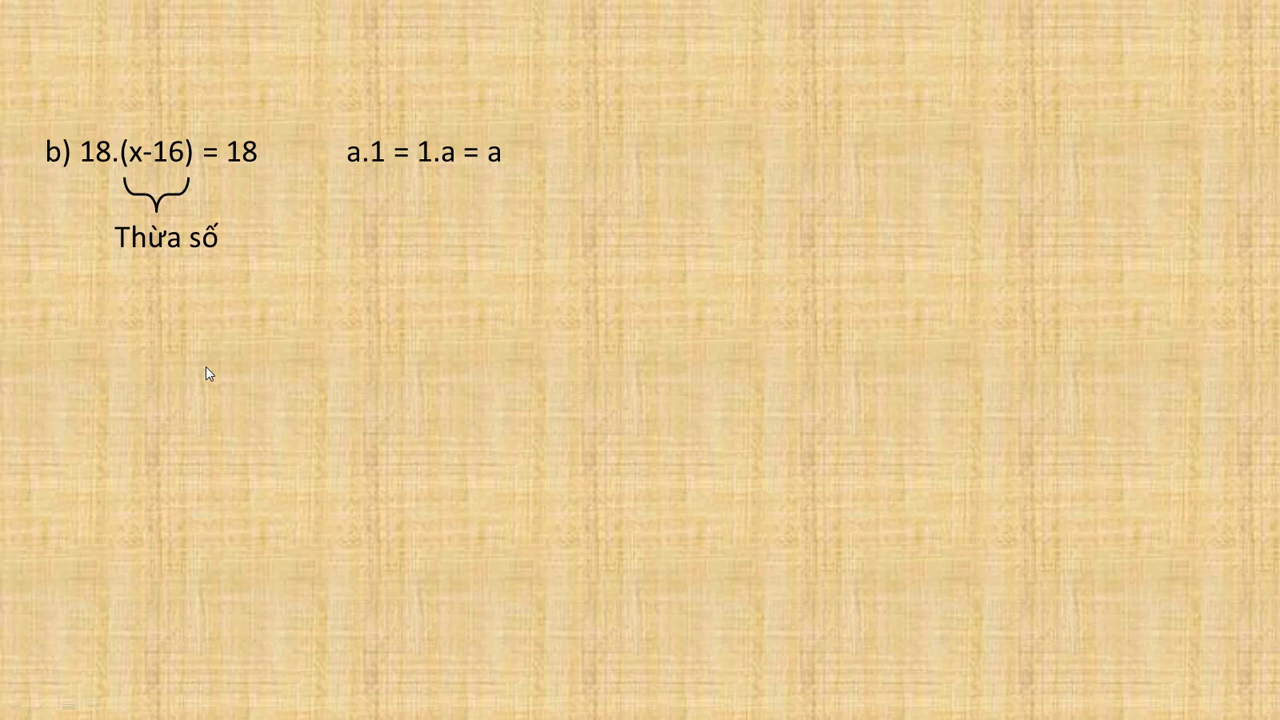 b) 18.(x-16) = 18 a.1 = 1.a = a
Thừa số